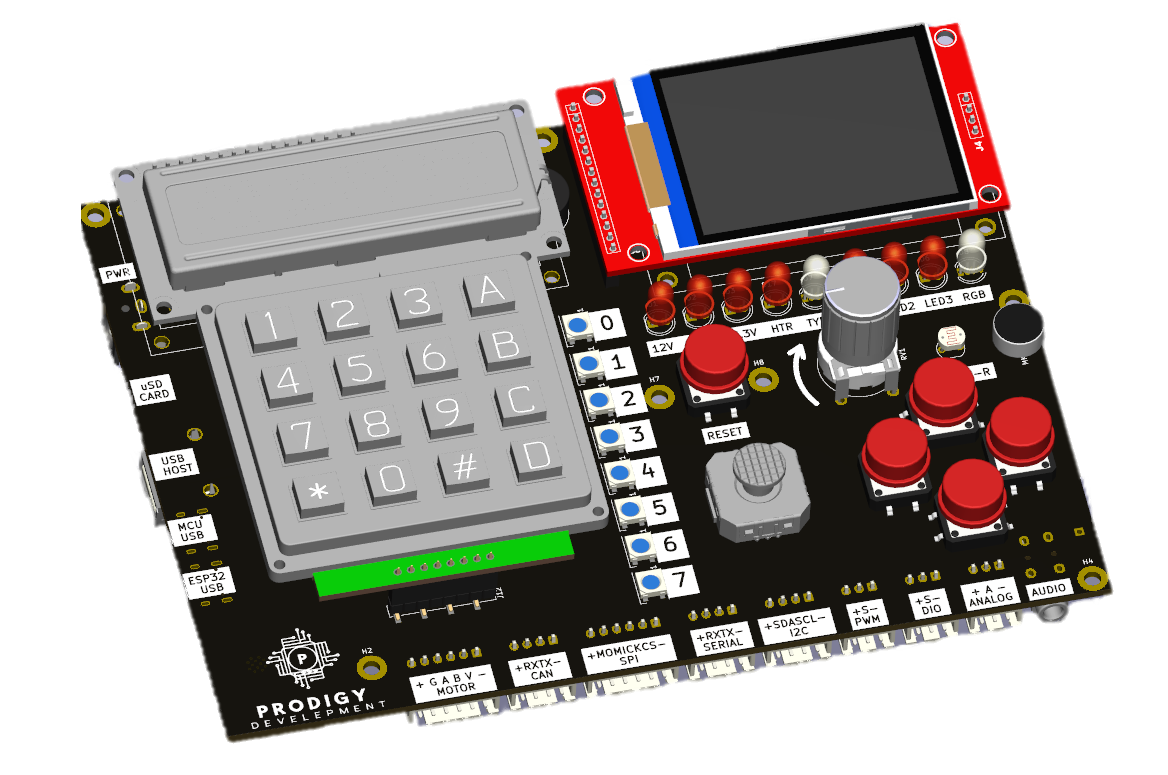 J4
PWR
1 2 3 A
4 5 6 B
7 8 9 C
* 0 # D
0
1
2
3
4
5
6
7
12V
3V
HTR
D2
LED3
RGB
RV1
-R
H7
H8
RESET
uSD
CARD
USB
HOST
MCU
USB
ESP32
USB
H2
H4
P
PRODIGY
DEVELEPMENT
+ G A B V -
MOTOR
+RXTX-
CAN
+MOMICKCS-
SPI
+RXTX-
SERIAL
+SDASCL-
I2C
+S-
PWM
+S-
DIO
+ A -
ANALOG
AUDIO